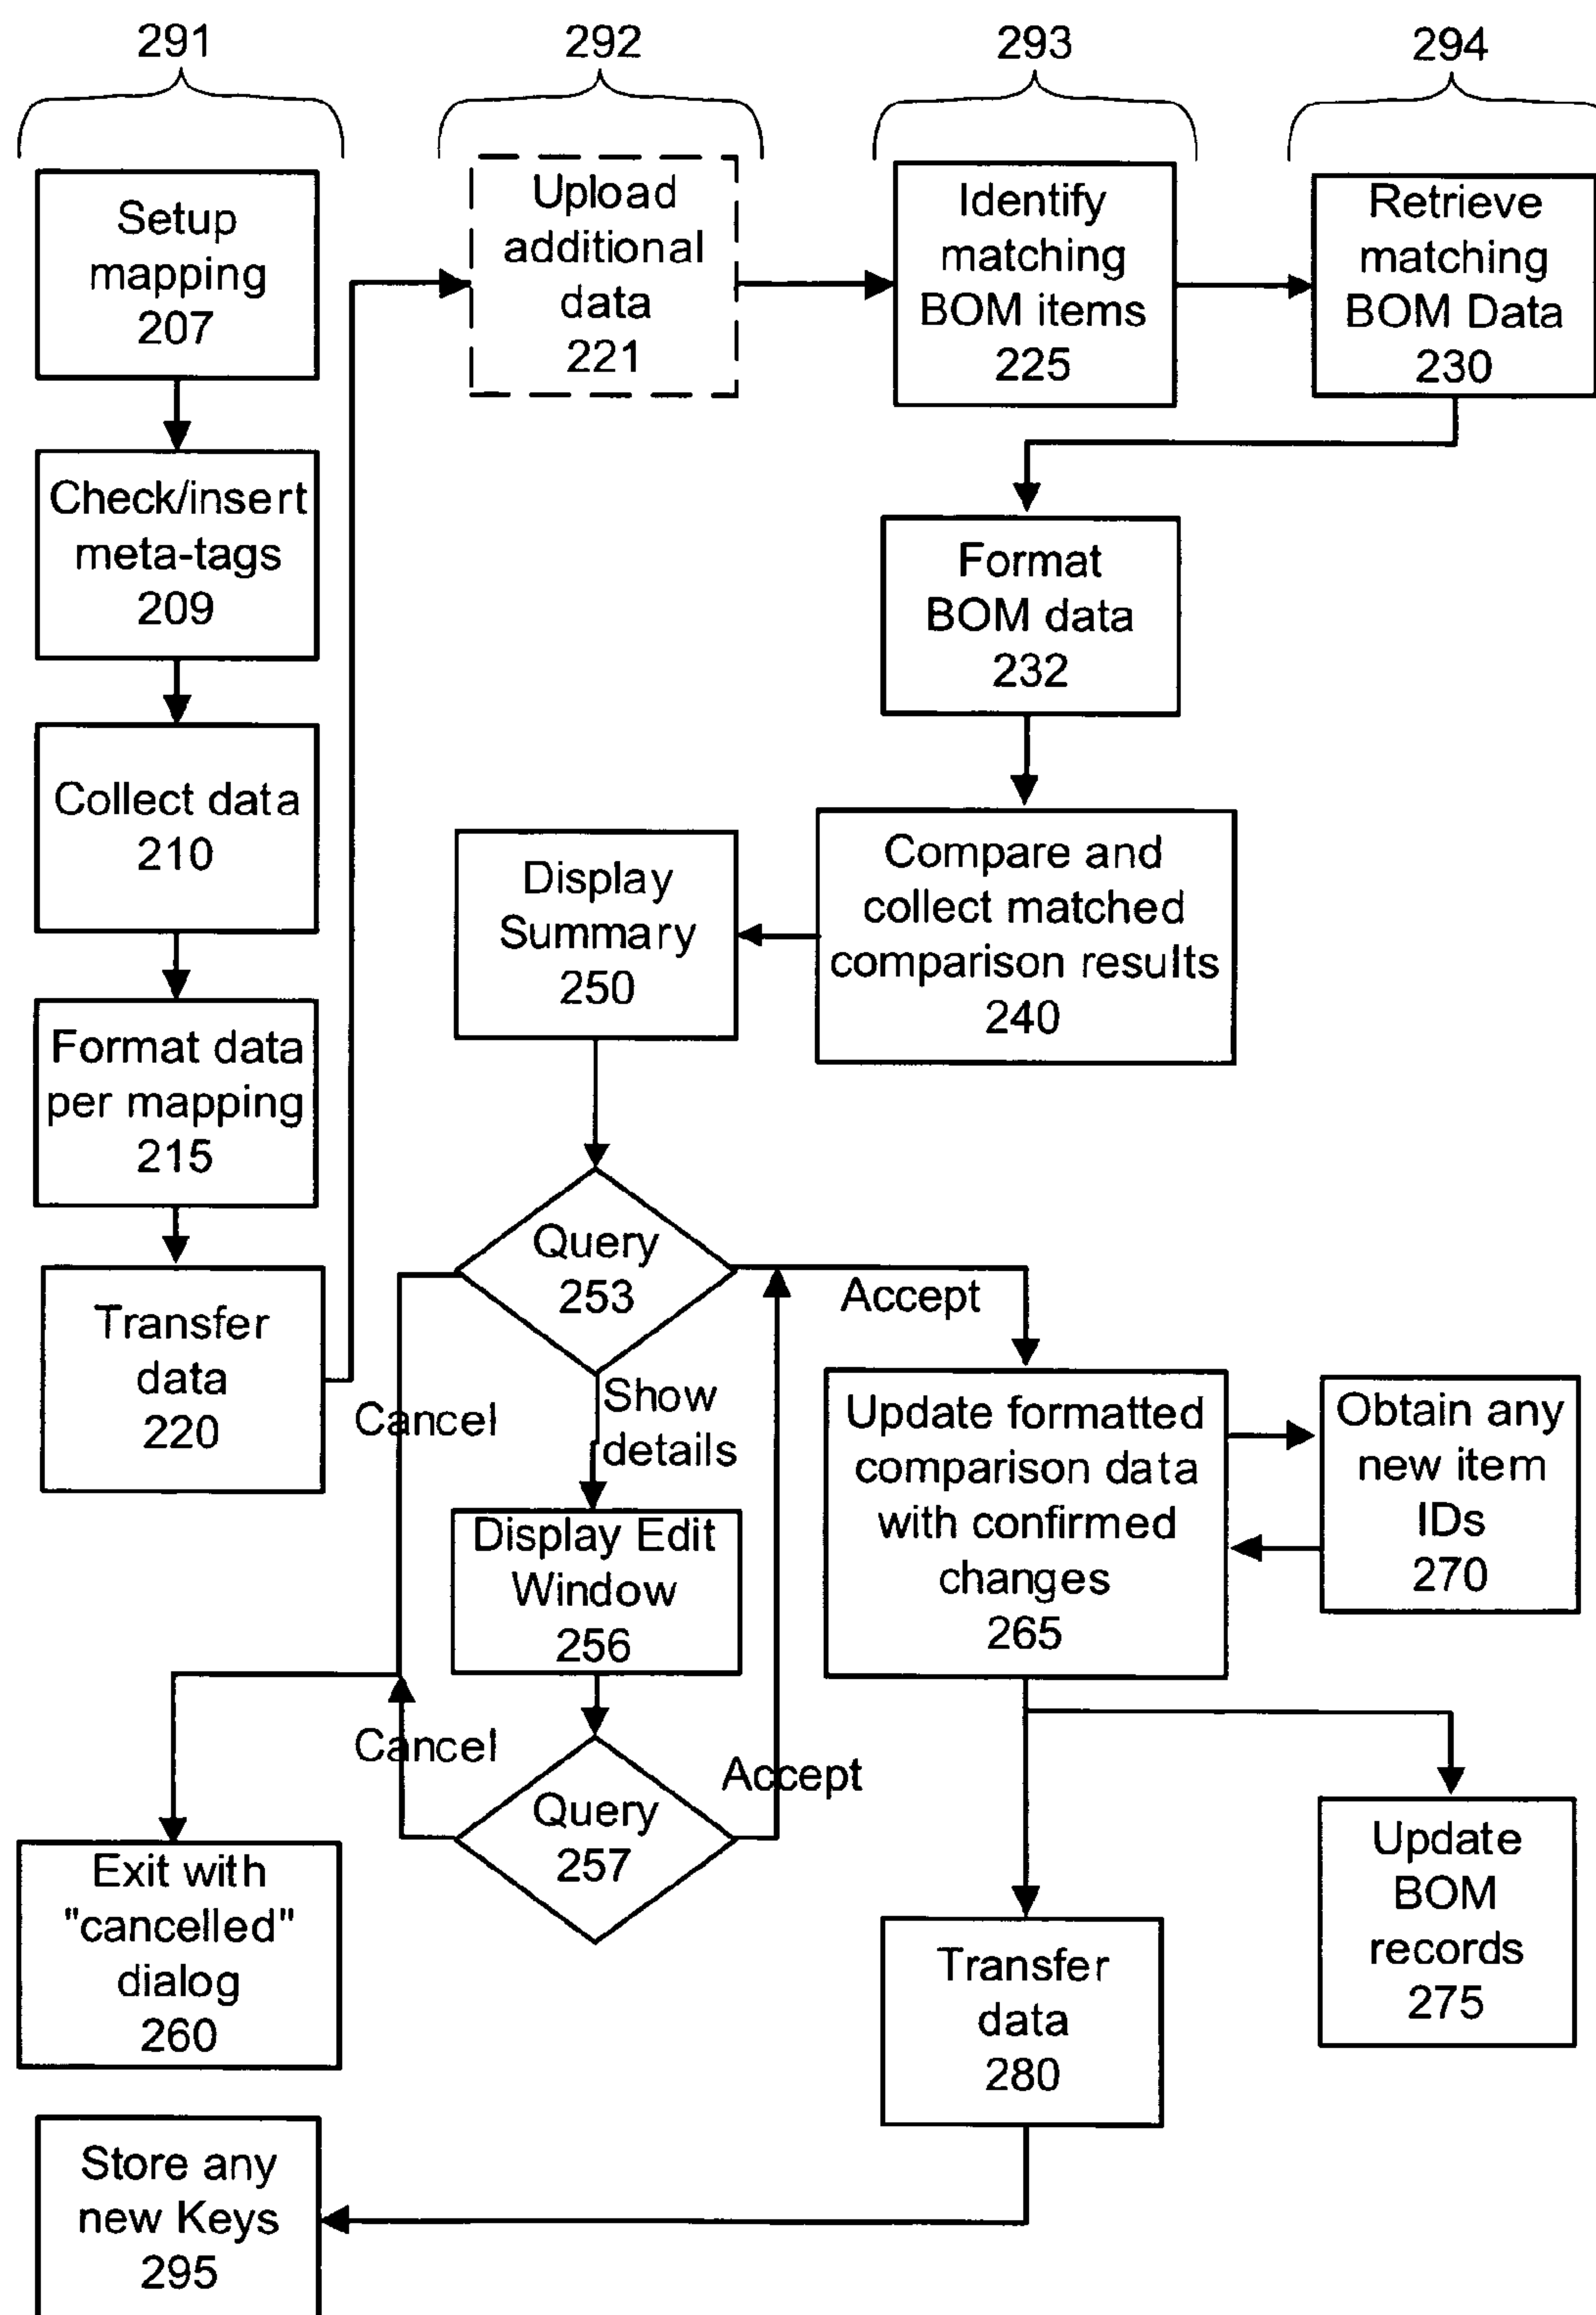 291
292
293
294
Setup
mapping
207
Upload
additional
data
221
Identify
matching
BOM items
225
Retrieve
matching
BOM Data
230
Check/insert
meta-tags
209
Format
BOM data
232
Collect data
210
Display
Summary
250
Compare and
collect matched
comparison results
240
Format data
per mapping
215
Query
253
Accept
Transfer
data
220
Cancel
Show
details
Update formatted
comparison data
with confirmed
changes
265
Obtain any
new item
IDs
270
Display Edit
Window
256
Cancel
Accept
Query
257
Exit with
"cancelled"
dialog
260
Update
BOM
records
275
Transfer
data
280
Store any
new Keys
295